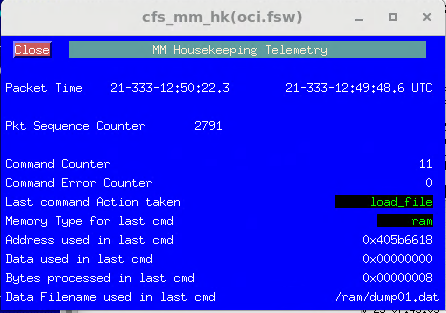 cfs_mm_hk(oci.fsw)
Close MM Housekeeping Telemetry
Packet Time 21-333-12:50:22.3 21-333-12:49:48.6 UTC
Pkt Sequence Counter 2791
Command Counter 11
Command Error Counter 0
Last command Action taken load_file
Memory Type for last cmd ram
Address used in last cmd 0x405b6618
Data used in last cmd 0x00000000
Bytes processed in last cmd 0x00000008
Data Filename used in last cmd /ram/dump01.dat